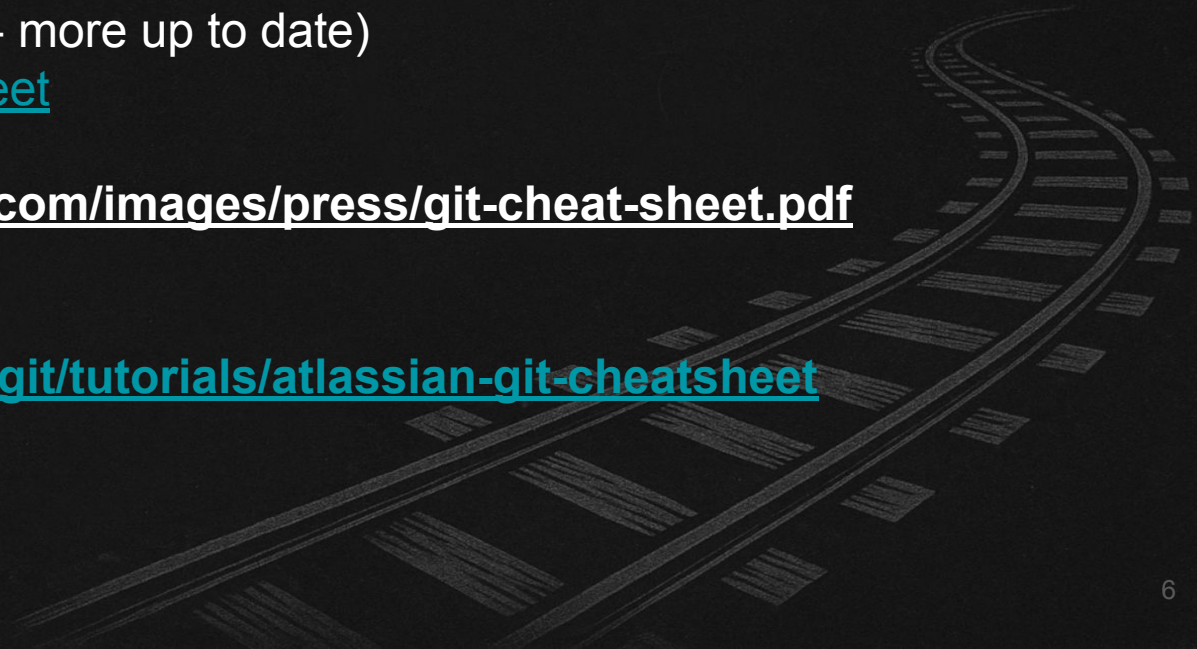 - more up to date)
eet
com/images/press/git-cheat-sheet.pdf
git/tutorials/atlassian-git-cheatsheet
6